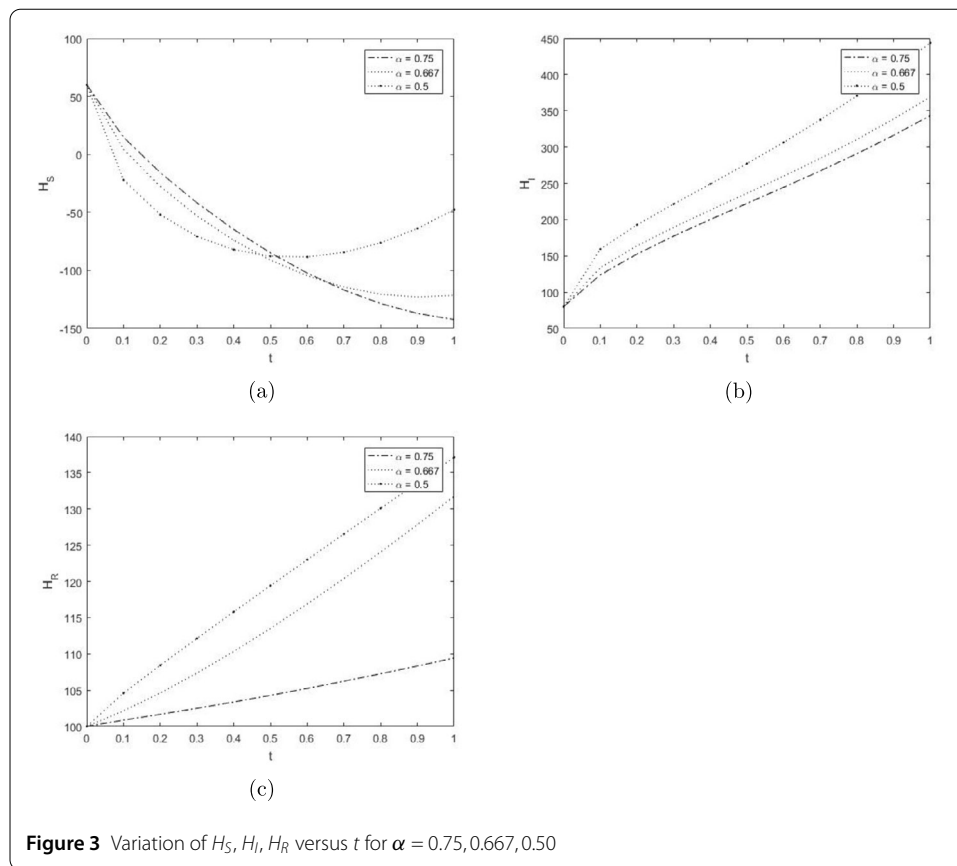 100
50
0
-50
-100
-150
H_S
0 0.1 0.2 0.3 0.4 0.5 0.6 0.7 0.8 0.9 1
t
α = 0.75
α = 0.667
α = 0.5
(a)
450
400
350
300
250
200
150
100
50
H_I
0 0.1 0.2 0.3 0.4 0.5 0.6 0.7 0.8 0.9 1
t
α = 0.75
α = 0.667
α = 0.5
(b)
140
135
130
125
120
115
110
105
100
H_R
0 0.1 0.2 0.3 0.4 0.5 0.6 0.7 0.8 0.9 1
t
α = 0.75
α = 0.667
α = 0.5
(c)
Figure 3 Variation of H_S, H_I, H_R versus t for α = 0.75, 0.667, 0.50